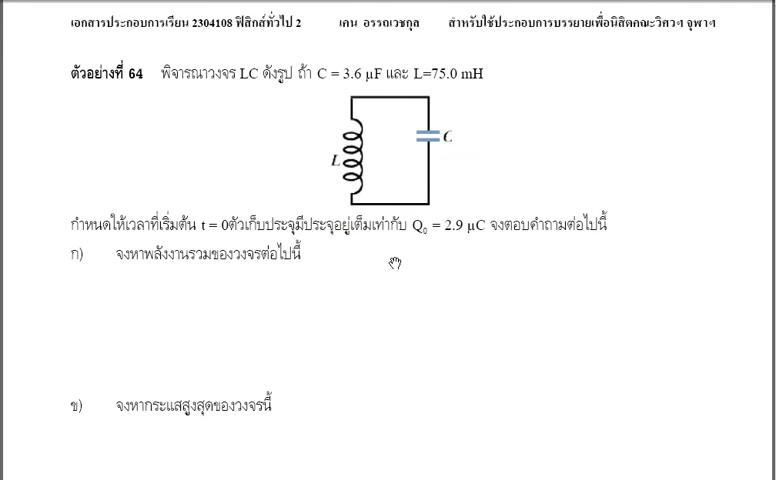 เอกสารประกอบการเรียน 2304108 ฟิสิกส์ทั่วไป 2 เคน อรรถเวชกุล สำหรับใช้ประกอบการบรรยายเพื่อนิสิตคณะวิศวฯ จุฬาฯ
ตัวอย่างที่ 64 พิจารณาวงจร LC ดังรูป ถ้า C = 3.6 µF และ L=75.0 mH
C
L
กำหนดให้เวลาที่เริ่มต้น t = 0ตัวเก็บประจุมีประจุอยู่เต็มเท่ากับ Q₀ = 2.9 µC จงตอบคำถามต่อไปนี้
ก) จงหาพลังงานรวมของวงจรต่อไปนี้
ข) จงหากระแสสูงสุดของวงจรนี้